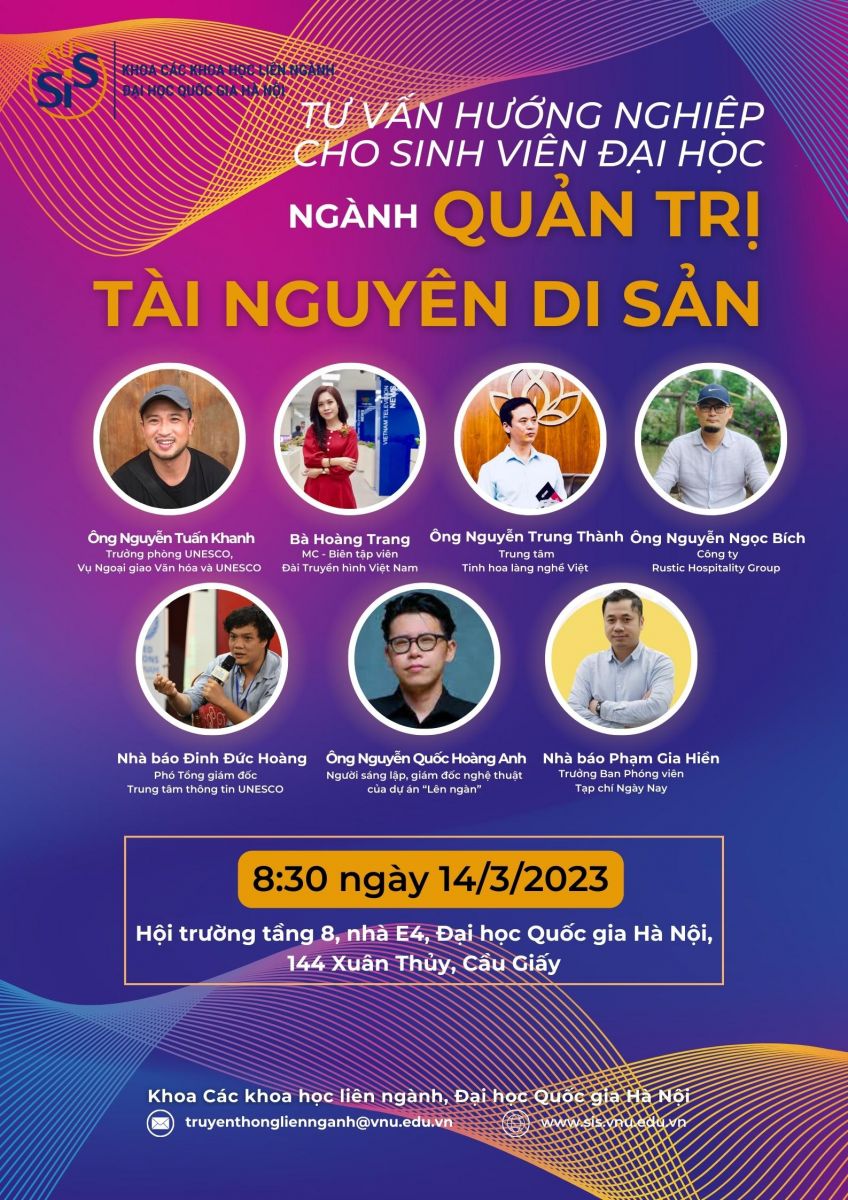 SIS
KHOA CÁC KHOA HỌC LIÊN NGÀNH
ĐẠI HỌC QUỐC GIA HÀ NỘI
TƯ VẤN HƯỚNG NGHIỆP
CHO SINH VIÊN ĐẠI HỌC
NGÀNH QUẢN TRỊ
TÀI NGUYÊN DI SẢN
VIETNAM TELEVISION
NEWS
Ông Nguyễn Tuấn Khanh
Trưởng phòng UNESCO,
Vụ Ngoại giao Văn hóa và UNESCO
Bà Hoàng Trang
MC - Biên tập viên
Đài Truyền hình Việt Nam
Ông Nguyễn Trung Thành
Trung tâm
Tinh hoa làng nghề Việt
Ông Nguyễn Ngọc Bích
Công ty
Rustic Hospitality Group
Nhà báo Đinh Đức Hoàng
Phó Tổng giám đốc
Trung tâm thông tin UNESCO
Ông Nguyễn Quốc Hoàng Anh
Người sáng lập, giám đốc nghệ thuật
của dự án “Lên ngàn”
Nhà báo Phạm Gia Hiền
Trưởng Ban Phóng viên
Tạp chí Ngày Nay
8:30 ngày 14/3/2023
Hội trường tầng 8, nhà E4, Đại học Quốc gia Hà Nội,
144 Xuân Thủy, Cầu Giấy
Khoa Các khoa học liên ngành, Đại học Quốc gia Hà Nội
truyenthongliennganh@vnu.edu.vn
www.sis.vnu.edu.vn